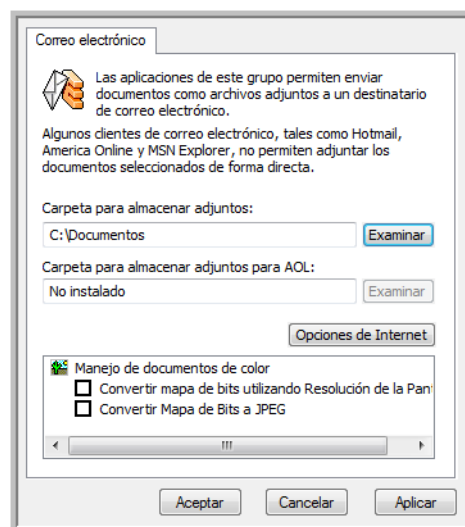 Correo electrónico
Las aplicaciones de este grupo permiten enviar
documentos como archivos adjuntos a un destinatario
de correo electrónico.
Algunos clientes de correo electrónico, tales como Hotmail,
America Online y MSN Explorer, no permiten adjuntar los
documentos seleccionados de forma directa.
Carpeta para almacenar adjuntos:
C:\Documentos Examinar
Carpeta para almacenar adjuntos para AOL:
No instalado Examinar
Opciones de Internet
Manejo de documentos de color
Convertir mapa de bits utilizando Resolución de la Pan
Convertir Mapa de Bits a JPEG
Aceptar Cancelar Aplicar